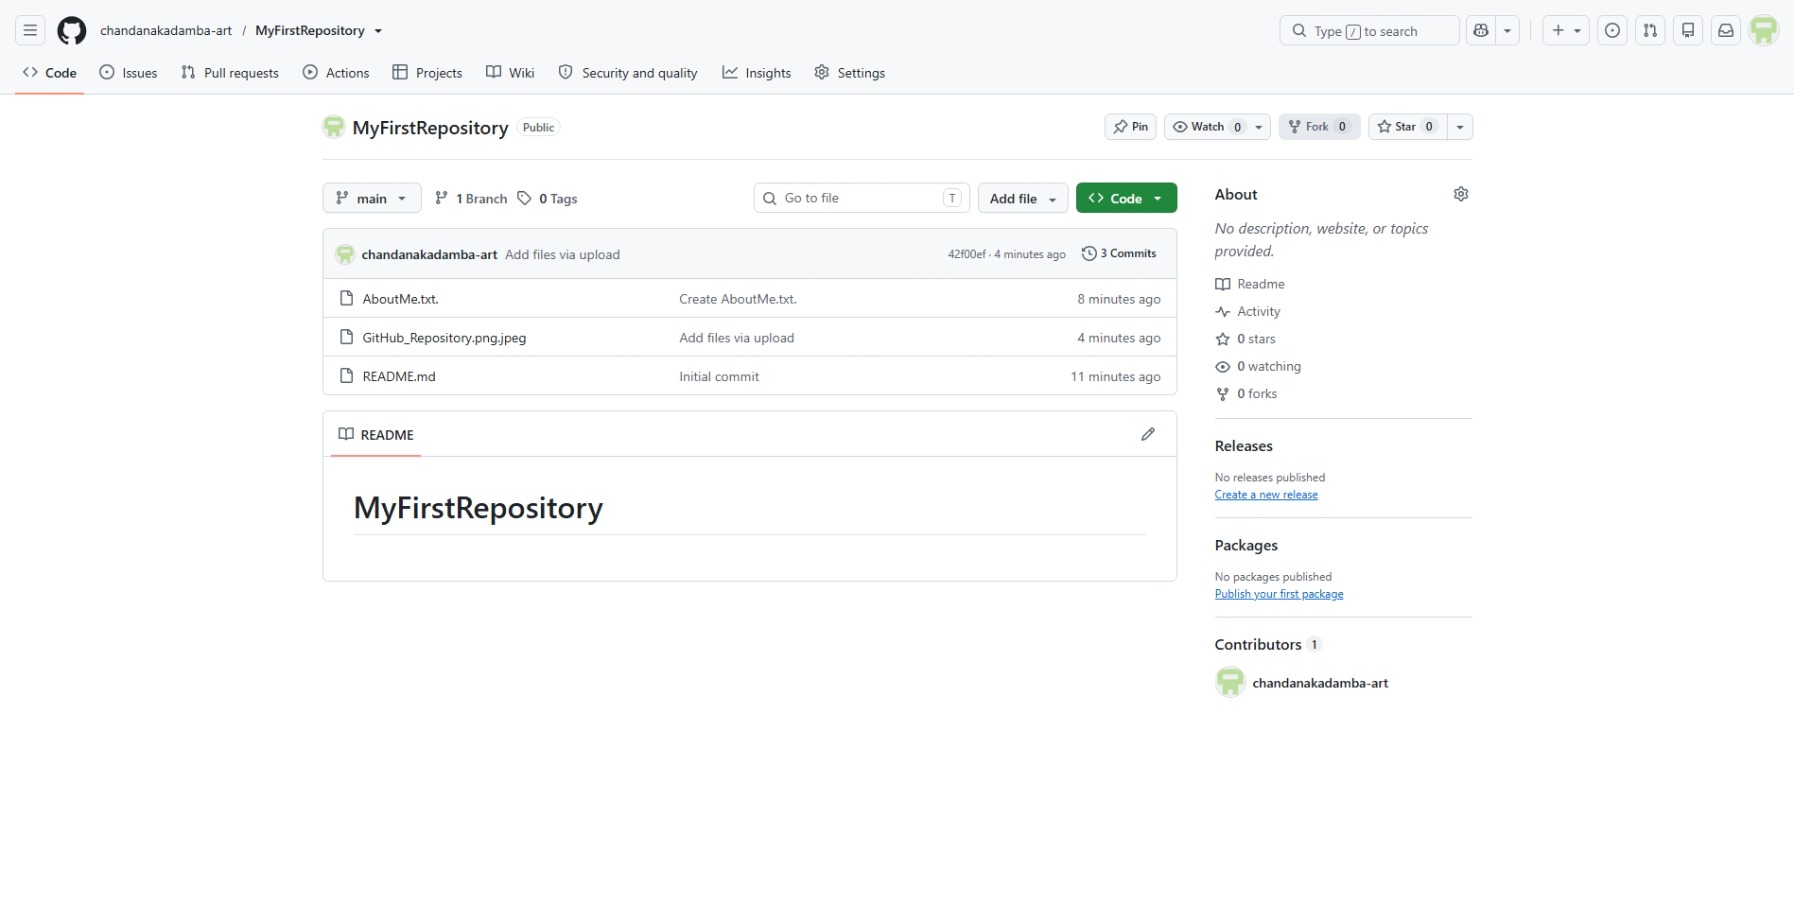 chandanakadamba-art / MyFirstRepository
Type / to search
Code Issues Pull requests Actions Projects Wiki Security and quality Insights Settings
MyFirstRepository Public
Pin Watch 0 Fork 0 Star 0
main 1 Branch 0 Tags Go to file T Add file Code
chandanakadamba-art Add files via upload 42f00ef · 4 minutes ago 3 Commits
AboutMe.txt. Create AboutMe.txt. 8 minutes ago
GitHub_Repository.png.jpeg Add files via upload 4 minutes ago
README.md Initial commit 11 minutes ago
README
MyFirstRepository
About
No description, website, or topics
provided.
Readme
Activity
0 stars
0 watching
0 forks
Releases
No releases published
Create a new release
Packages
No packages published
Publish your first package
Contributors 1
chandanakadamba-art